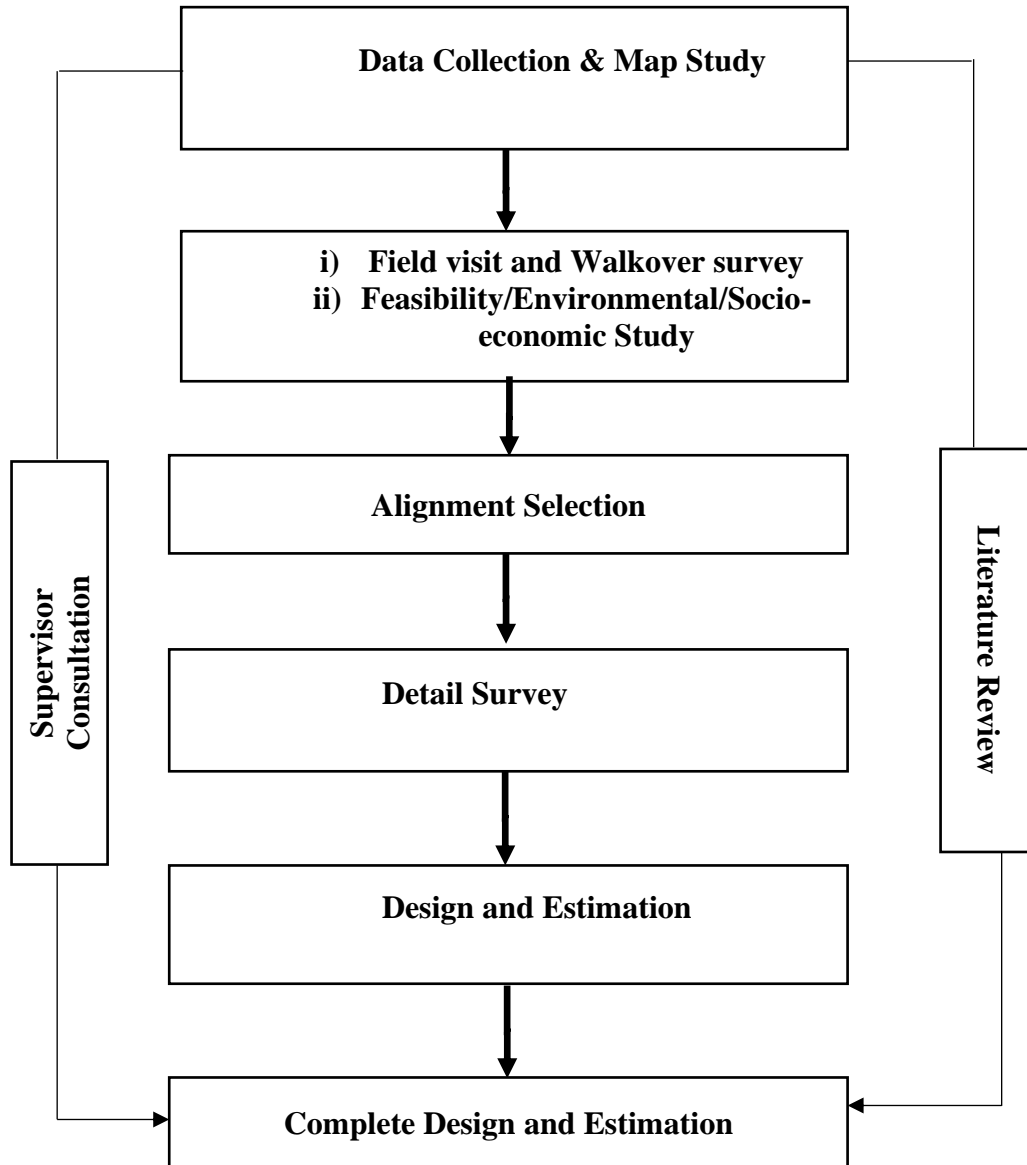 Data Collection & Map Study
i) Field visit and Walkover survey
ii) Feasibility/Environmental/Socio-
economic Study
Alignment Selection
Supervisor
Consultation
Literature Review
Detail Survey
Design and Estimation
Complete Design and Estimation